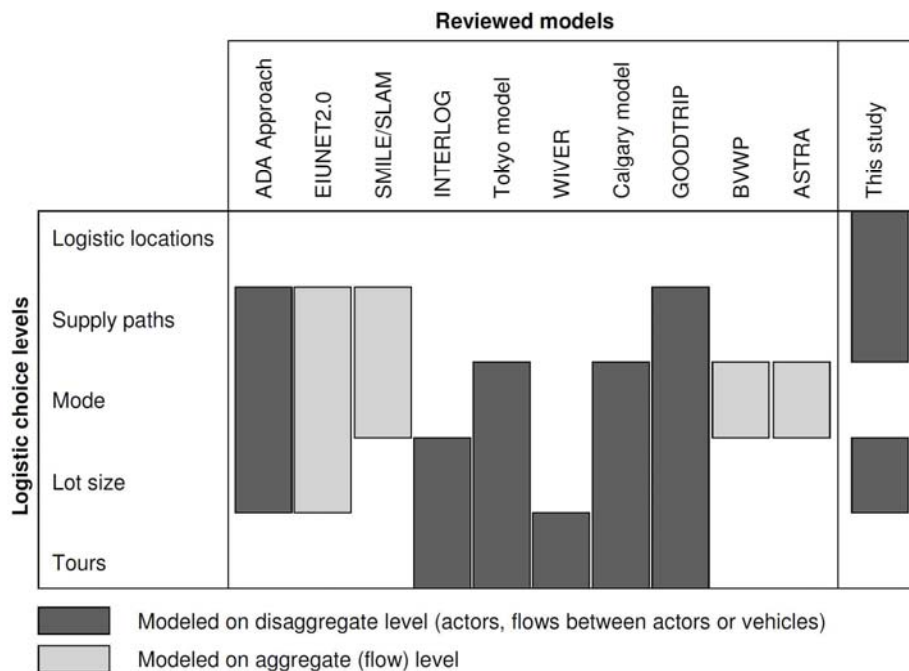 Reviewed models
ADA Approach
EIUNET2.0
SMILE/SLAM
INTERLOG
Tokyo model
WIVER
Calgary model
GOODTRIP
BVWP
ASTRA
This study
Logistic choice levels
Logistic locations
Supply paths
Mode
Lot size
Tours
Modeled on disaggregate level (actors, flows between actors or vehicles)
Modeled on aggregate (flow) level